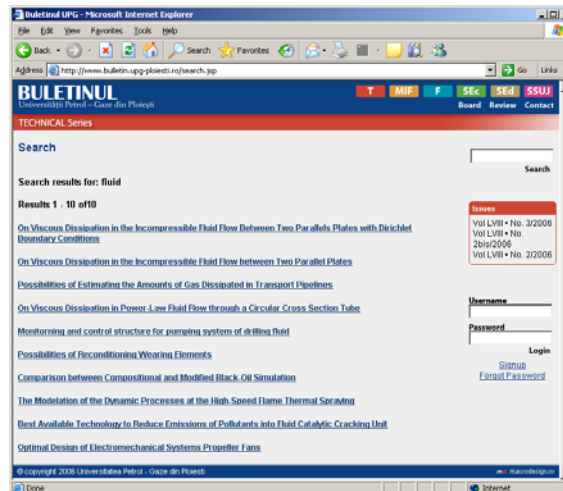 Buletinul UPG - Microsoft Internet Explorer
File Edit View Favorites Tools Help
Back Search Favorites
Address http://www.bulletin.upg-ploiesti.ro/search.jsp Go Links
BULETINUL
Universităţii Petrol – Gaze din Ploieşti
T MIF F SEc SEd SSUJ
Board Review Contact
TECHNICAL Series
Search
Search
Search results for: fluid
Results 1 - 10 of10
On Viscous Dissipation in the Incompressible Fluid Flow Between Two Parallels Plates with Dirichlet
Boundary Conditions
On Viscous Dissipation in the Incompressible Fluid Flow between Two Parallel Plates
Possibilities of Estimating the Amounts of Gas Dissipated in Transport Pipelines
On Viscous Dissipation in Power-Law Fluid Flow through a Circular Cross Section Tube
Monitorning and control structure for pumping system of drilling fluid
Possibilities of Reconditioning Wearing Elements
Comparison between Compositional and Modified Black Oil Simulation
The Modelation of the Dynamic Processes at the High Speed Flame Thermal Spraying
Best Available Technology to Reduce Emissions of Pollutants into Fluid Catalytic Cracking Unit
Optimal Design of Electromechanical Systems Propeller Fans
Issues
Vol LVIII • No. 3/2006
Vol LVIII • No.
2bis/2006
Vol LVIII • No. 2/2006
Username
Password
Login
Signup
Forgot Password
© copyright 2006 Universitatea Petrol - Gaze din Ploiesti
macrodesign.ro
Done Internet